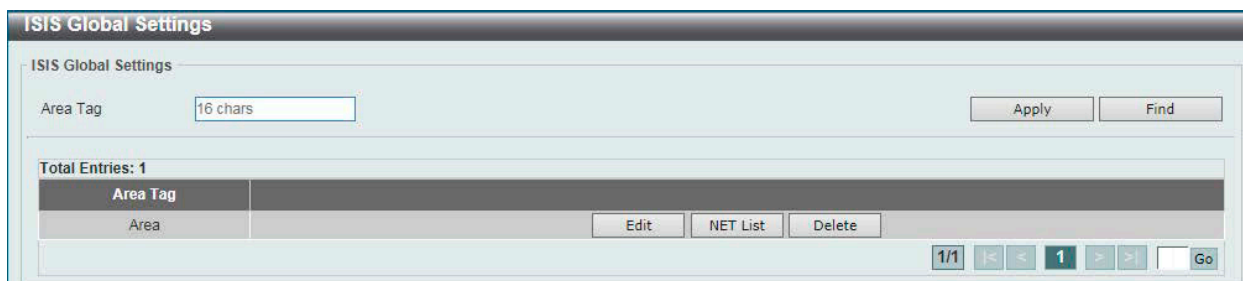 ISIS Global Settings
ISIS Global Settings
Area Tag 16 chars Apply Find
Total Entries: 1
Area Tag
Area Edit NET List Delete
1/1 |< < 1 > >| Go